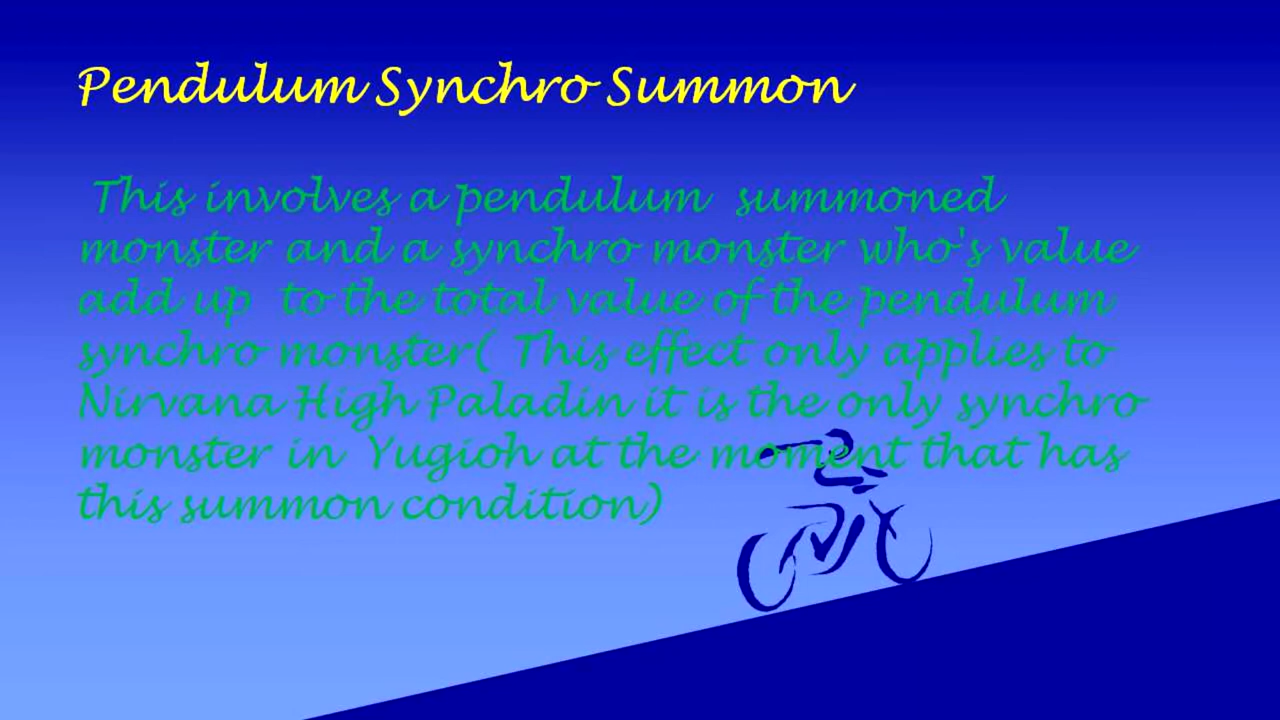 Pendulum Synchro Summon
This involves a pendulum summoned
monster and a synchro monster who's value
add up to the total value of the pendulum
synchro monster( This effect only applies to
Nirvana High Paladin it is the only synchro
monster in Yugioh at the moment that has
this summon condition)